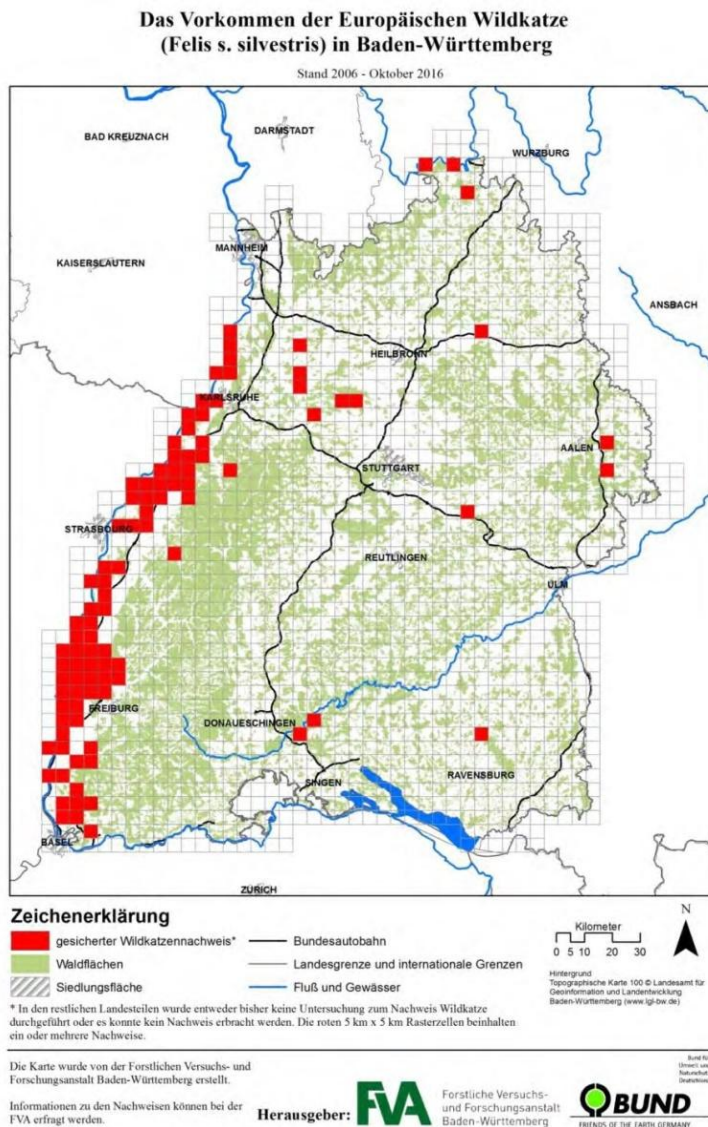 Das Vorkommen der Europäischen Wildkatze
(Felis s. silvestris) in Baden-Württemberg
Stand 2006 - Oktober 2016
BAD KREUZNACH
DARMSTADT
WURZBURG
MANNHEIM
KAISERSLAUTERN
ANSBACH
HEILBRONN
KARLSRUHE
AALEN
STUTTGART
STRASBOURG
REUTLINGEN
ULM
FREIBURG
DONAUESCHINGEN
SINGEN
RAVENSBURG
BASEL
ZÜRICH
Zeichenerklärung
gesicherter Wildkatzennachweis*
Waldflächen
Siedlungsfläche
Bundesautobahn
Landesgrenze und internationale Grenzen
Fluß und Gewässer
Kilometer
0 5 10 20 30
N
Hintergrund
Topographische Karte 100 © Landesamt für
Geoinformation und Landentwicklung
Baden-Württemberg (www.lgl-bw.de)
* In den restlichen Landesteilen wurde entweder bisher keine Untersuchung zum Nachweis Wildkatze
durchgeführt oder es konnte kein Nachweis erbracht werden. Die roten 5 km x 5 km Rasterzellen beinhalten
ein oder mehrere Nachweise.
Die Karte wurde von der Forstlichen Versuchs- und
Forschungsanstalt Baden-Württemberg erstellt.
Informationen zu den Nachweisen können bei der
FVA erfragt werden.
Herausgeber:
FVA
Forstliche Versuchs-
und Forschungsanstalt
Baden-Württemberg
Bund für
BUND
FRIENDS OF THE EARTH GERMANY